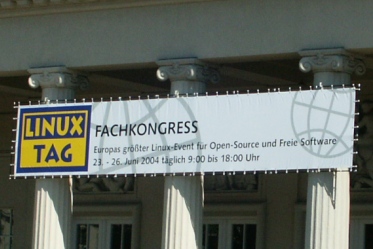 LINUX
TAG
FACHKONGRESS
Europas größter Linux-Event für Open-Source und Freie Software
23. - 26. Juni 2004 täglich 9:00 bis 18:00 Uhr